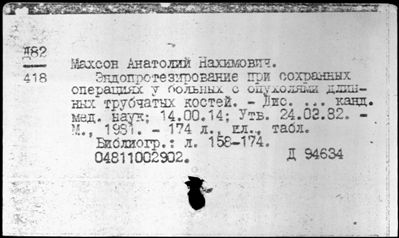 Д82
418
Махсон Анатолий Нахимович.
Эндопротезирование при сохранных
операциях у больных с опухолями длин-
ных трубчатых костей. - Дис. ... канд.
мед. наук; 14.00.14; Утв. 24.03.82. -
М., 1981. - 174 л., ил., табл.
Библиогр.: л. 158-174.
04811002902.
Д 94634